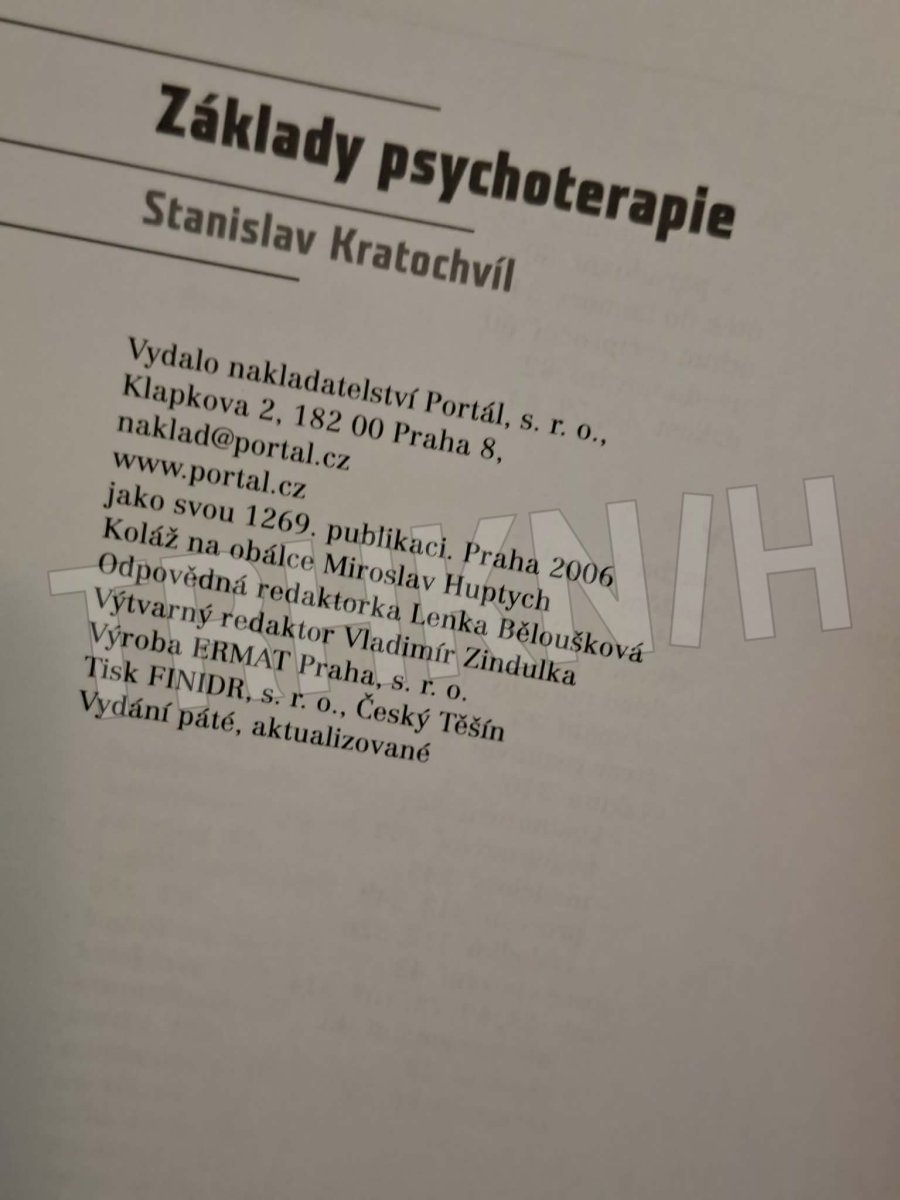 Základy psychoterapie
Stanislav Kratochvíl
Vydalo nakladatelství Portál, s. r. o.,
Klapkova 2, 182 00 Praha 8,
naklad@portal.cz
www.portal.cz
jako svou 1269. publikaci. Praha 2006
Koláž na obálce Miroslav Huptych
Odpovědná redaktorka Lenka Běloušková
Výtvarný redaktor Vladimír Zindulka
Výroba ERMAT Praha, s. r. o.
Tisk FINIDR, s. r. o., Český Těšín
Vydání páté, aktualizované